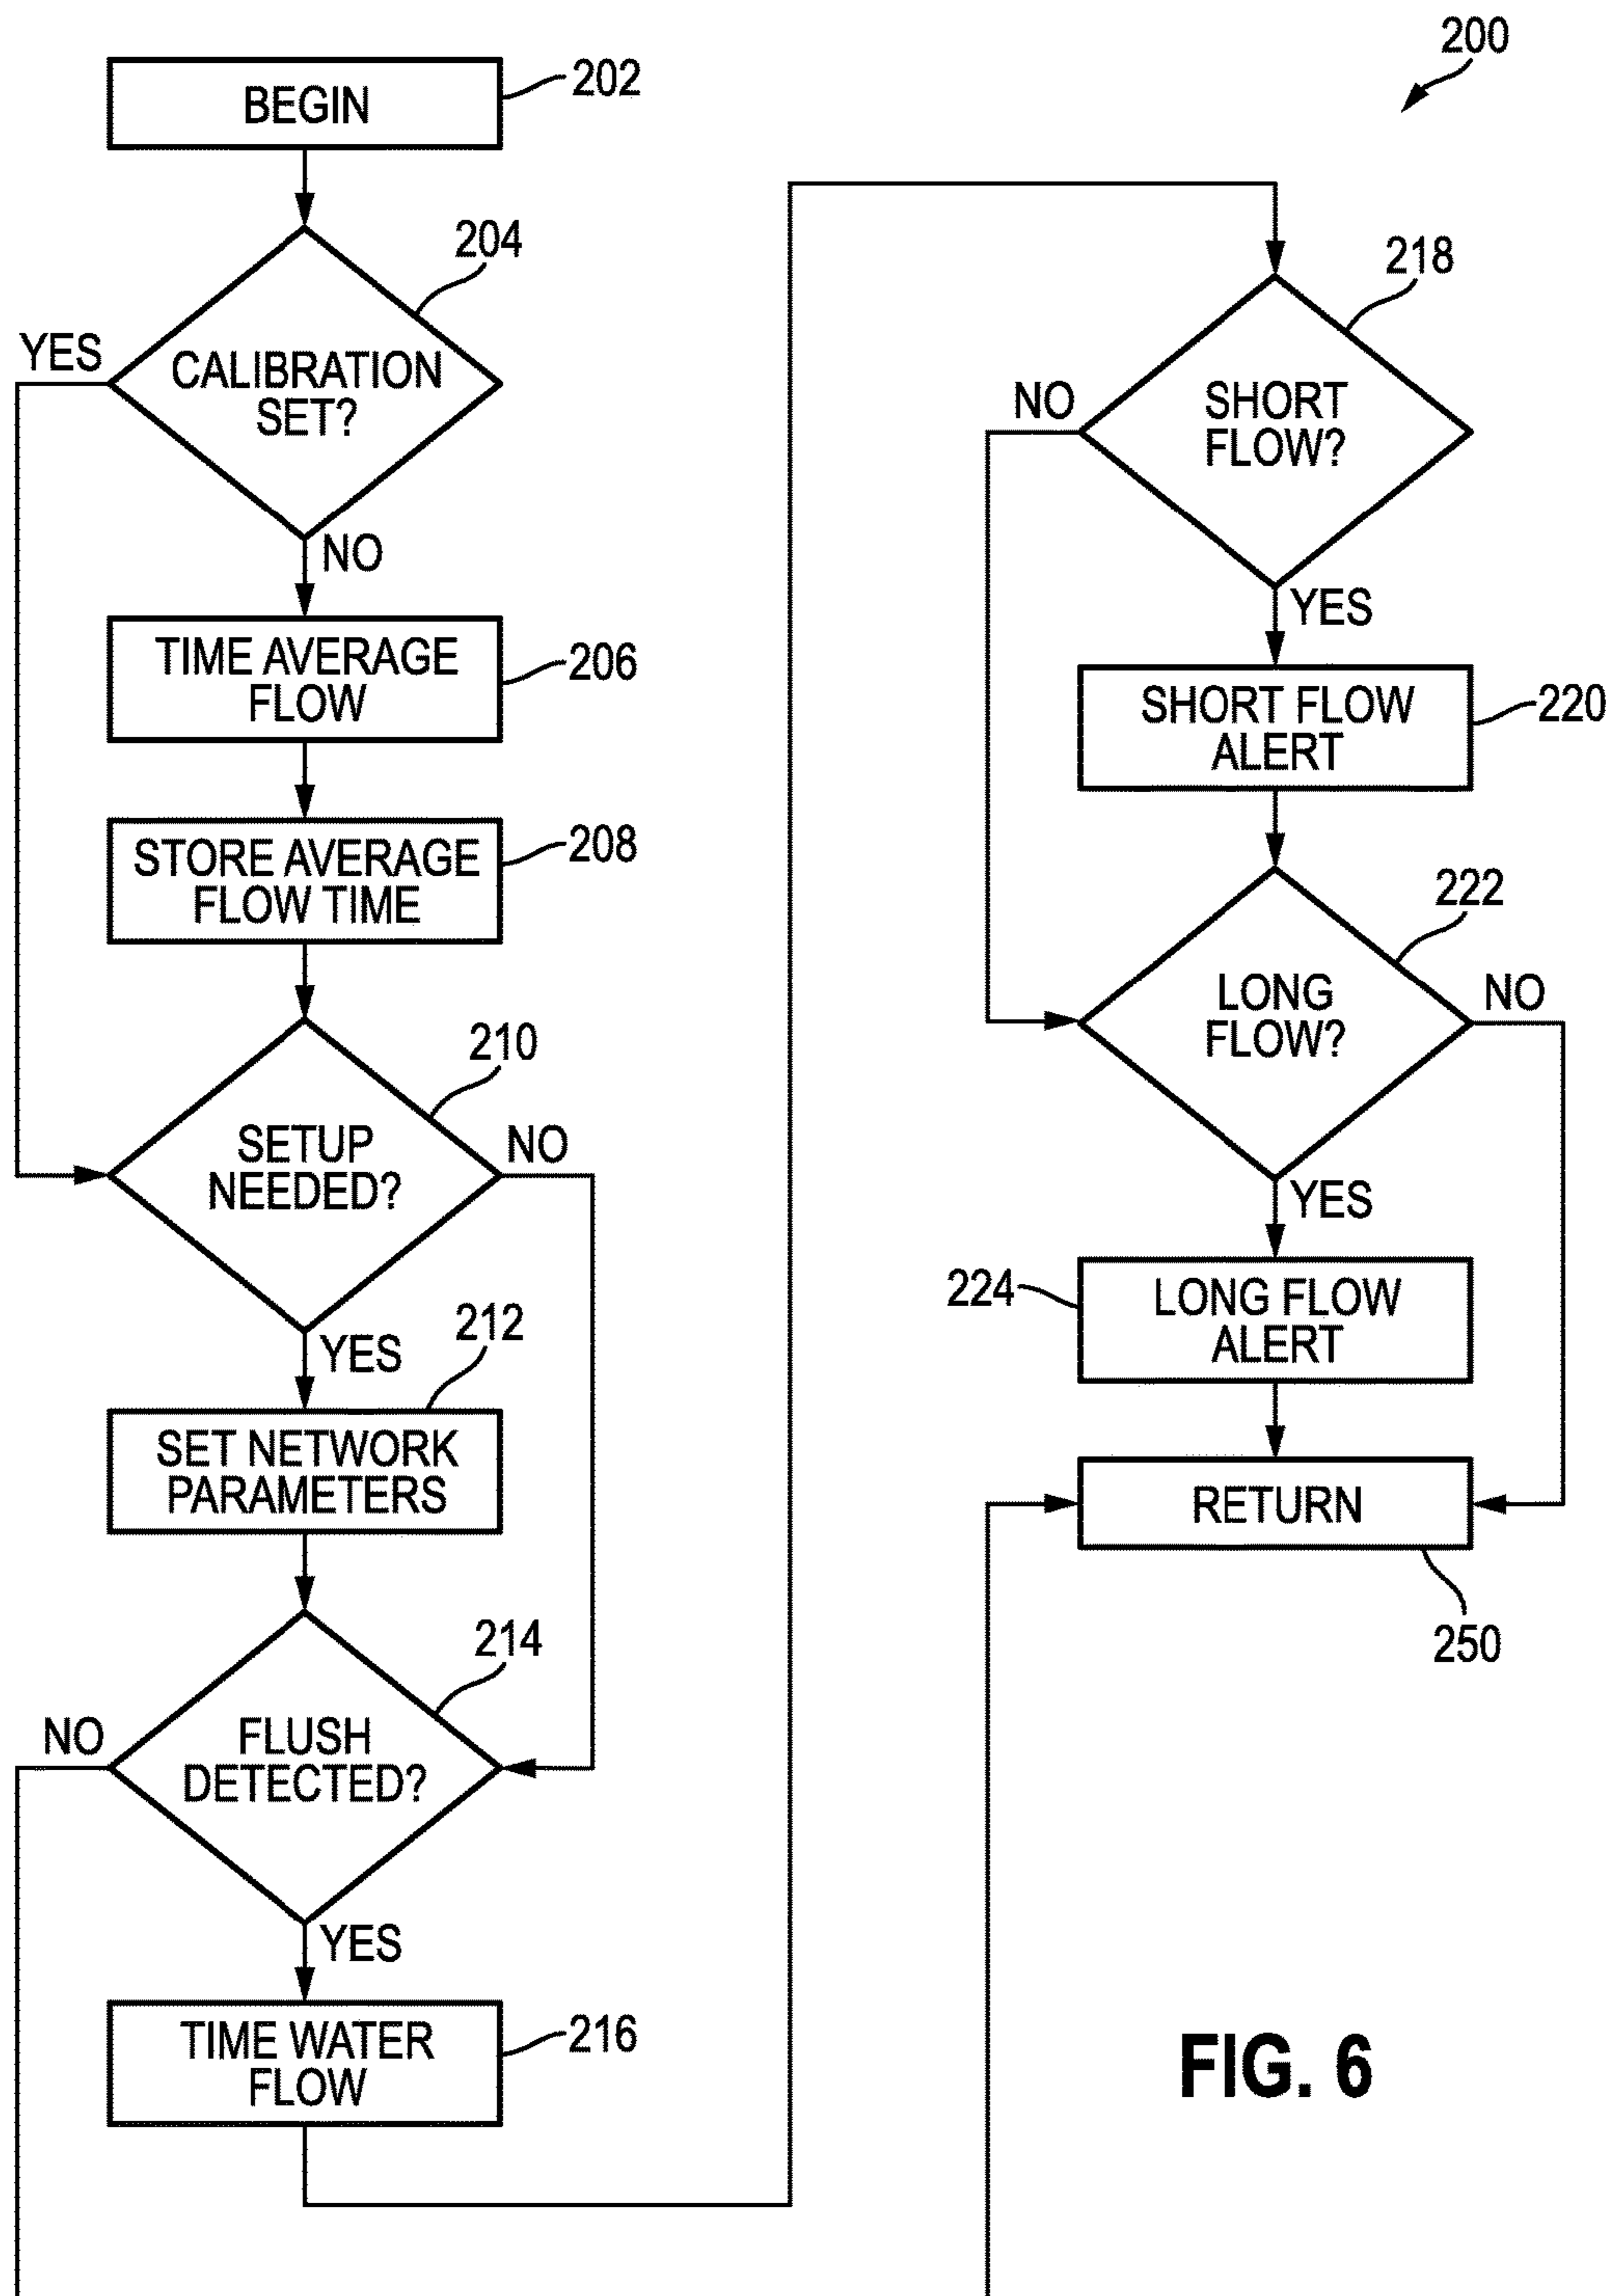 200
BEGIN
202
204
YES
CALIBRATION
SET?
NO
TIME AVERAGE
FLOW
206
STORE AVERAGE
FLOW TIME
208
210
SETUP
NEEDED?
NO
YES
212
SET NETWORK
PARAMETERS
214
NO
FLUSH
DETECTED?
YES
TIME WATER
FLOW
216
218
NO
SHORT
FLOW?
YES
SHORT FLOW
ALERT
220
222
LONG
FLOW?
NO
YES
224
LONG FLOW
ALERT
RETURN
250
FIG. 6